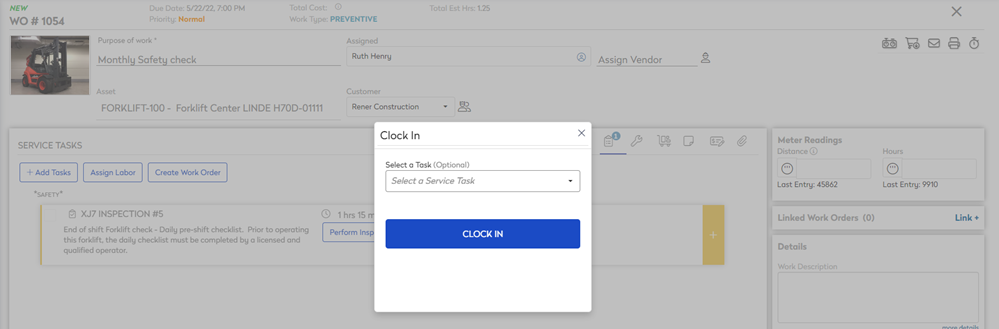 NEW
WO # 1054
Due Date: 5/22/22, 7:00 PM
Priority: Normal
Total Cost:
Work Type: PREVENTIVE
Total Est Hrs: 1.25
Purpose of work *
Monthly Safety check
Assigned:
Ruth Henry
Assign Vendor
Asset
FORKLIFT-100 - Forklift Center LINDE H70D-01111
Customer
Rener Construction
SERVICE TASKS
+ Add Tasks
Assign Labor
Create Work Order
1
"SAFETY"
XJ7 INSPECTION #5
1 hrs 15 m
End of shift Forklift check - Daily pre-shift checklist. Prior to operating
this forklift, the daily checklist must be completed by a licensed and
qualified operator.
Perform Insp
+
Clock In
Select a Task (Optional)
Select a Service Task
CLOCK IN
Meter Readings
Distance
Hours
Last Entry: 45862
Last Entry: 9910
Linked Work Orders (0)
Link +
Details
Work Description
more details